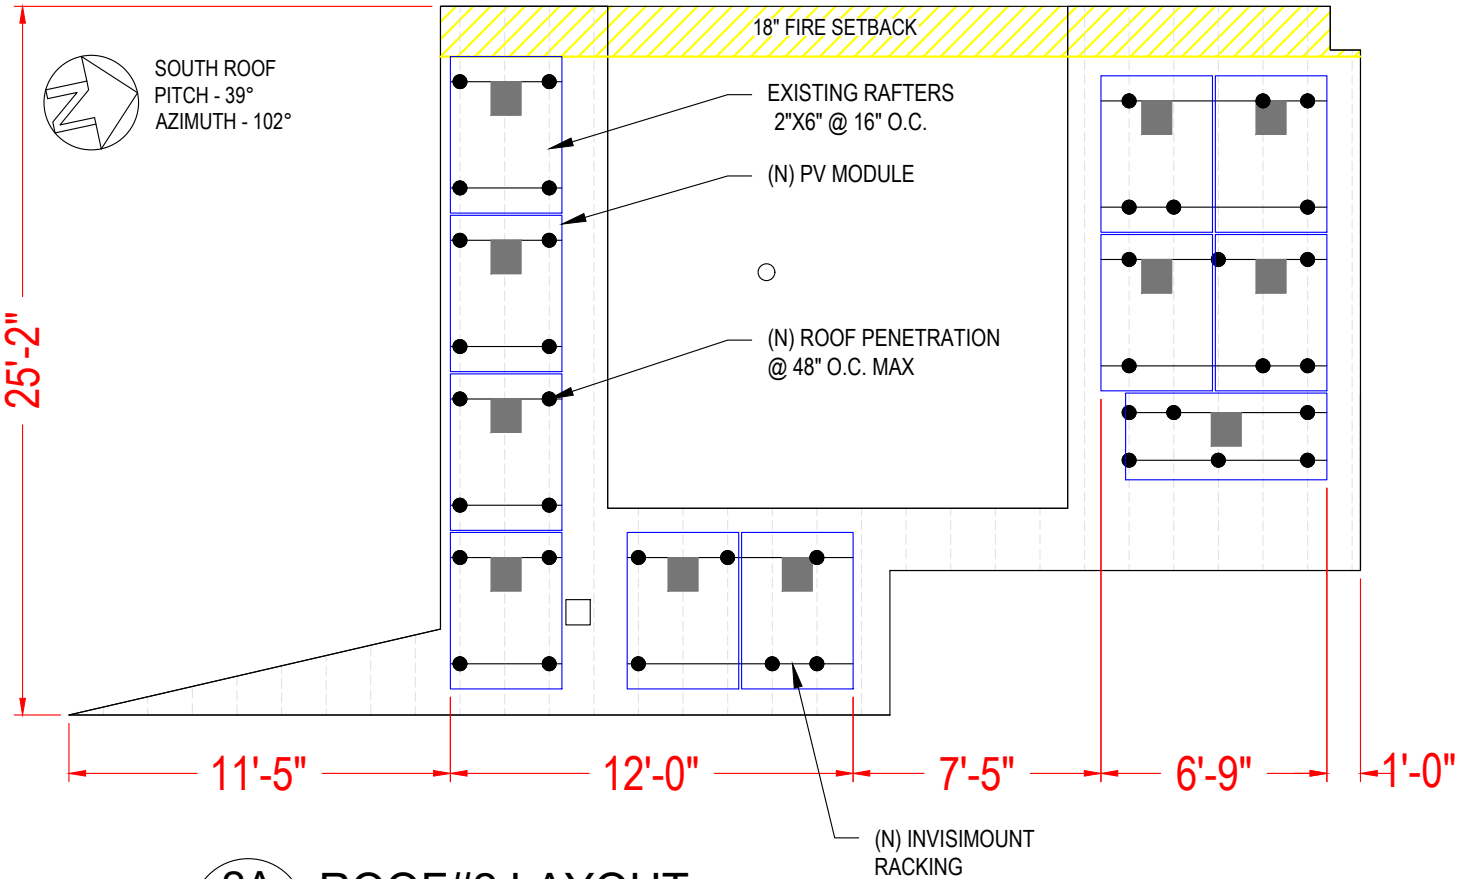 18" FIRE SETBACK
SOUTH ROOF
PITCH - 39°
AZIMUTH - 102°
N
EXISTING RAFTERS
2"X6" @ 16" O.C.
(N) PV MODULE
(N) ROOF PENETRATION
@ 48" O.C. MAX
25'-2"
11'-5"
12'-0"
7'-5"
6'-9"
1'-0"
(N) INVISIMOUNT
RACKING